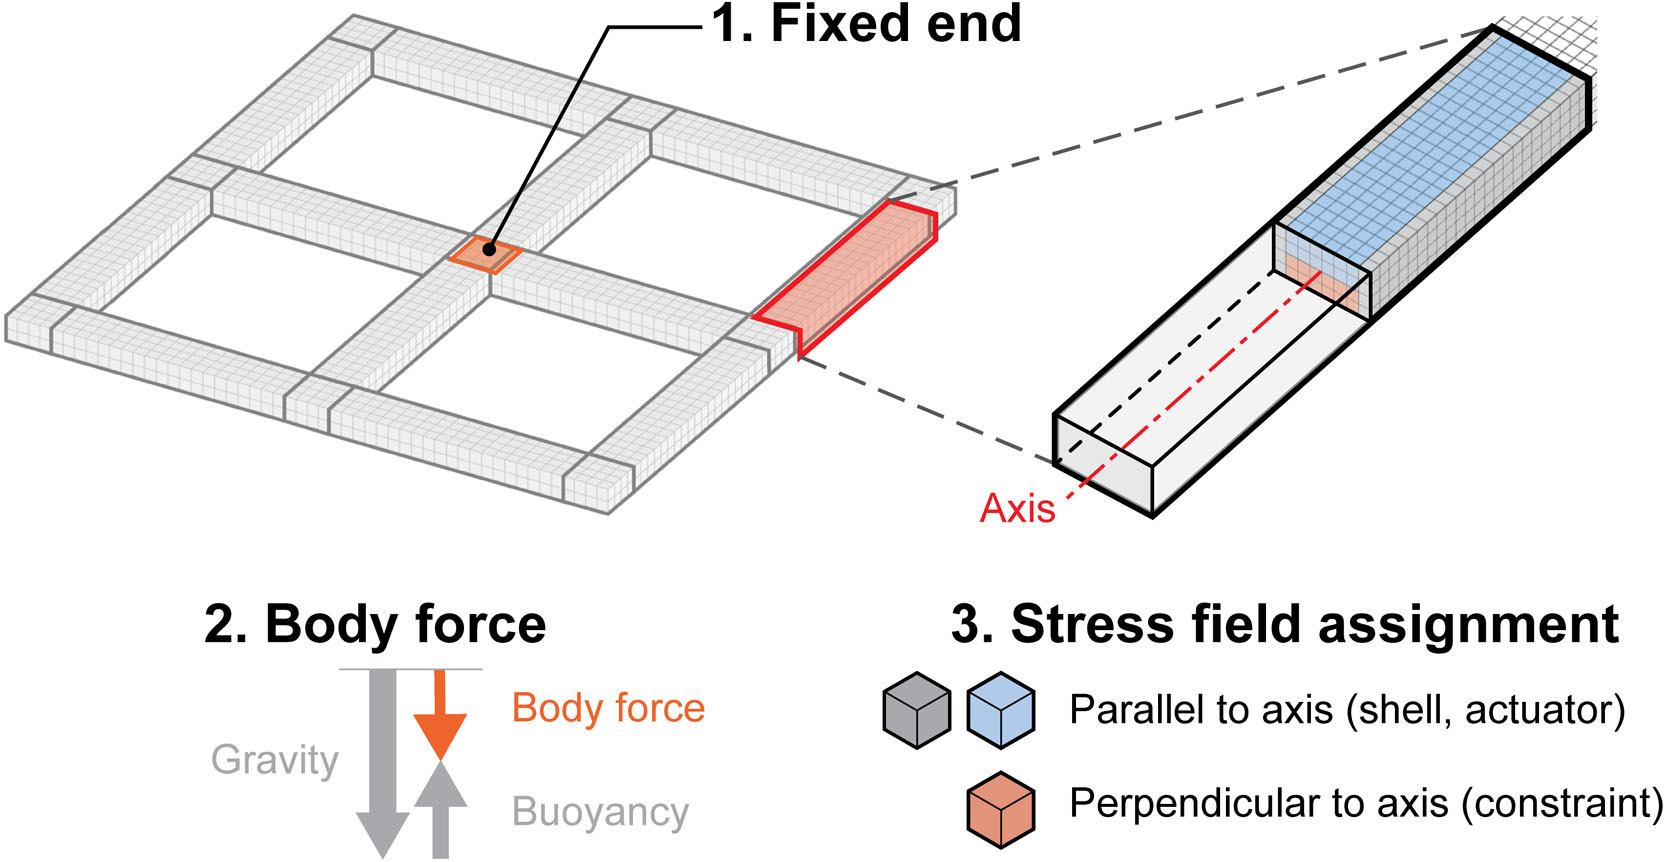 1. Fixed end
Axis
2. Body force
Body force
Gravity
Buoyancy
3. Stress field assignment
Parallel to axis (shell, actuator)
Perpendicular to axis (constraint)